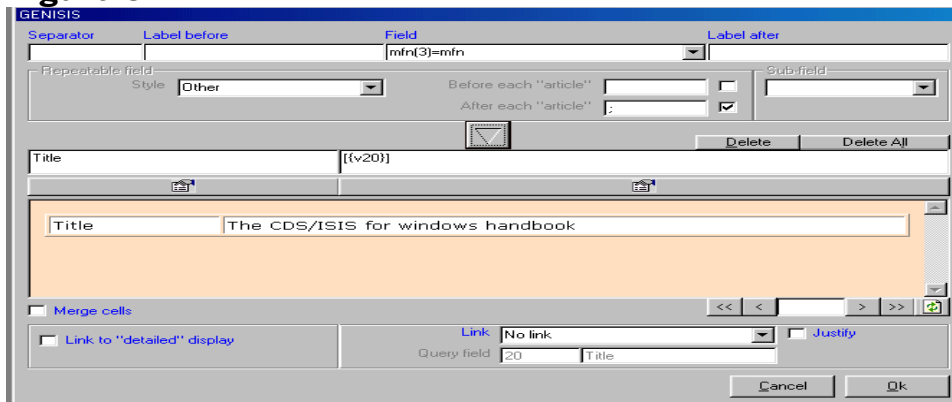 GENISIS
Separator Label before Field Label after
mfn(3)=mfn
Repeatable field Sub-field
Style Other Before each "article"
After each "article" ;
Delete Delete All
Title [{v20}]
Title The CDS/ISIS for windows handbook
Merge cells << < > >>
Link to "detailed" display Link No link Justify
Query field 20 Title
Cancel Ok